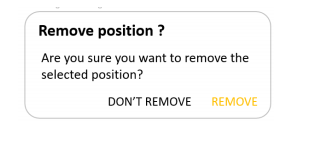 Remove position ?
Are you sure you want to remove the
selected position?
DON'T REMOVE REMOVE